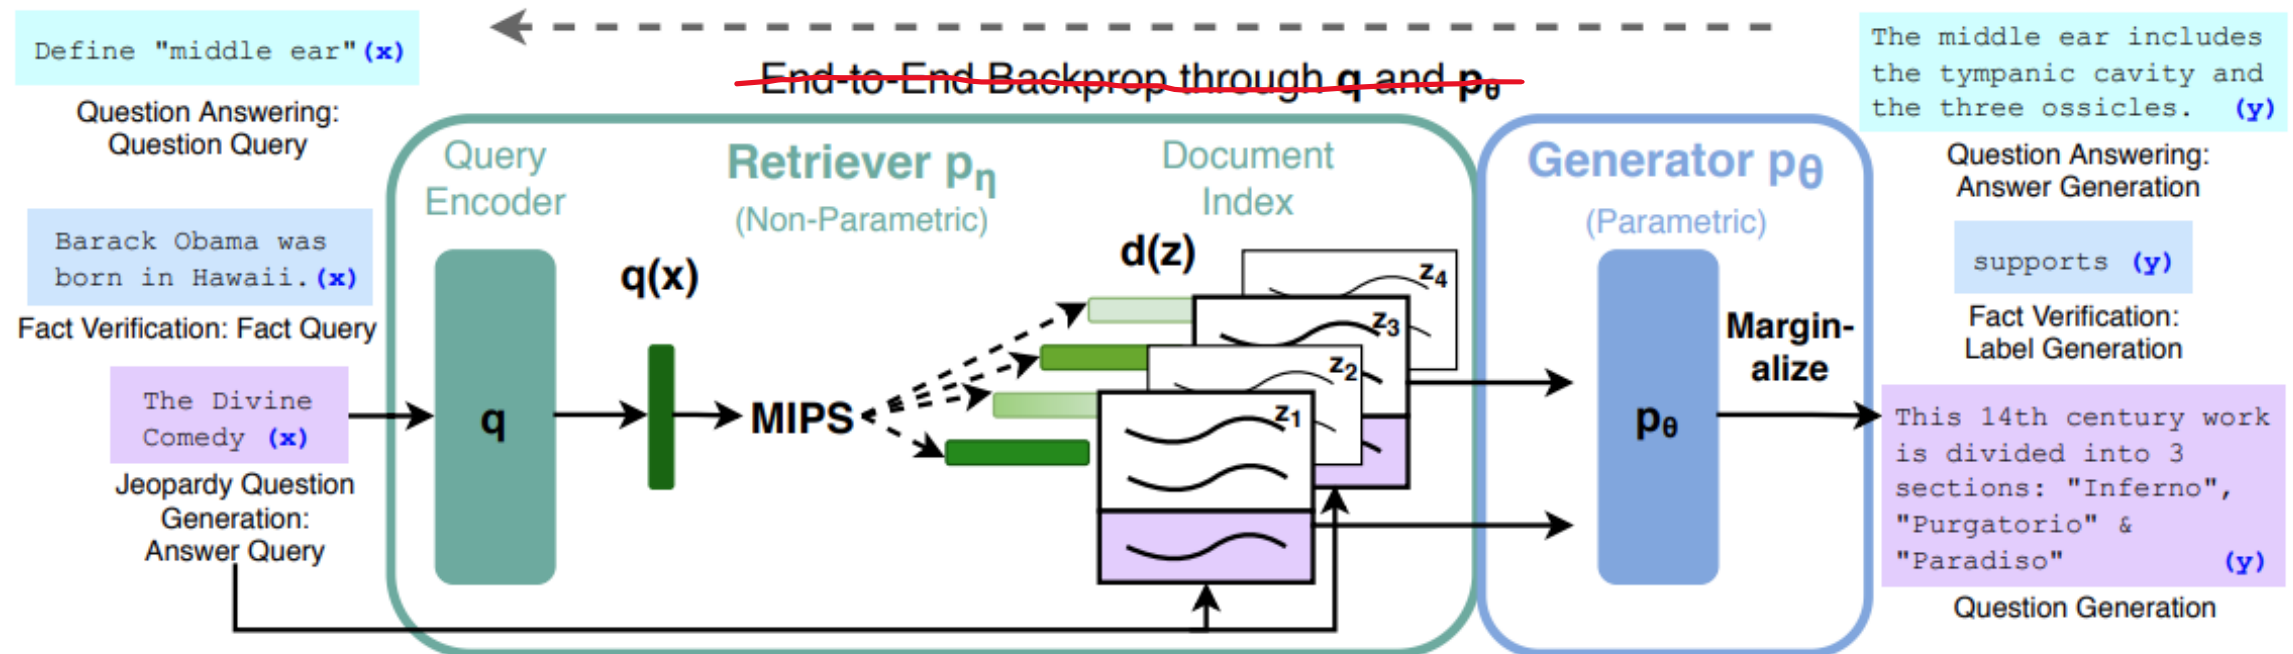 Define "middle ear" (x)
Question Answering:
Question Query
Barack Obama was
born in Hawaii. (x)
Fact Verification: Fact Query
The Divine
Comedy (x)
Jeopardy Question
Generation:
Answer Query
End-to-End Backprop through q and pθ
Query
Encoder
Retriever pη
(Non-Parametric)
Document
Index
q
q(x)
MIPS
d(z)
z4
z3
z2
z1
Generator pθ
(Parametric)
pθ
Margin-
alize
The middle ear includes
the tympanic cavity and
the three ossicles. (y)
Question Answering:
Answer Generation
supports (y)
Fact Verification:
Label Generation
This 14th century work
is divided into 3
sections: "Inferno",
"Purgatorio" &
"Paradiso" (y)
Question Generation